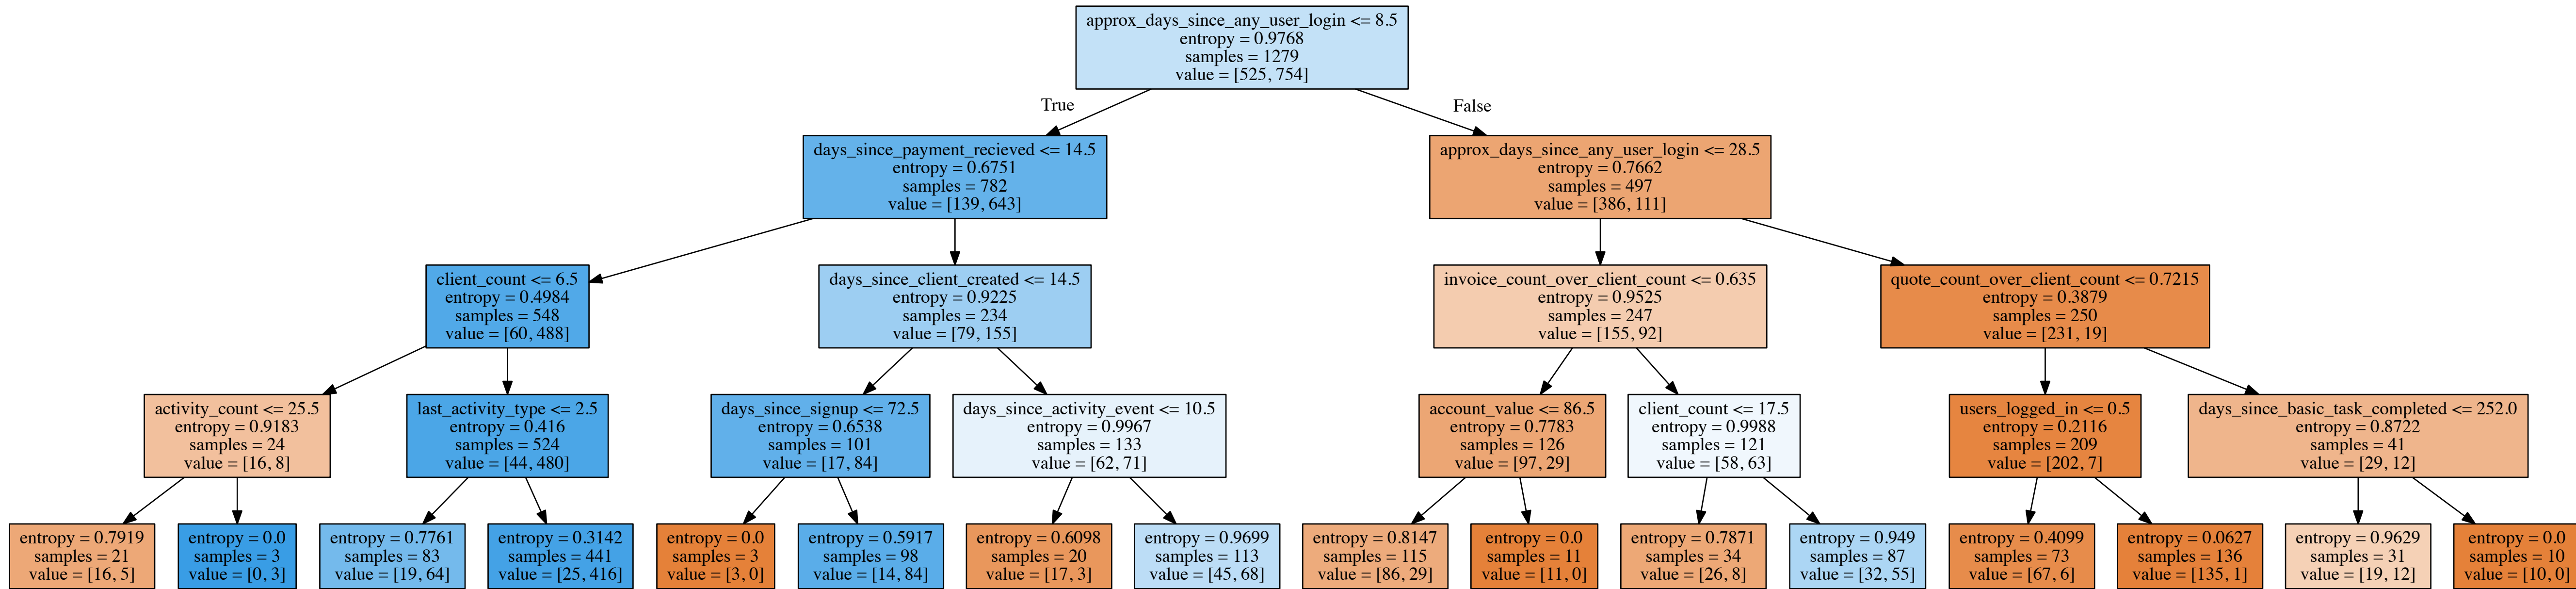 approx_days_since_any_user_login <= 8.5
entropy = 0.9768
samples = 1279
value = [525, 754]
True
False
days_since_payment_recieved <= 14.5
entropy = 0.6751
samples = 782
value = [139, 643]
approx_days_since_any_user_login <= 28.5
entropy = 0.7662
samples = 497
value = [386, 111]
client_count <= 6.5
entropy = 0.4984
samples = 548
value = [60, 488]
days_since_client_created <= 14.5
entropy = 0.9225
samples = 234
value = [79, 155]
invoice_count_over_client_count <= 0.635
entropy = 0.9525
samples = 247
value = [155, 92]
quote_count_over_client_count <= 0.7215
entropy = 0.3879
samples = 250
value = [231, 19]
activity_count <= 25.5
entropy = 0.9183
samples = 24
value = [16, 8]
last_activity_type <= 2.5
entropy = 0.416
samples = 524
value = [44, 480]
days_since_signup <= 72.5
entropy = 0.6538
samples = 101
value = [17, 84]
days_since_activity_event <= 10.5
entropy = 0.9967
samples = 133
value = [62, 71]
account_value <= 86.5
entropy = 0.7783
samples = 126
value = [97, 29]
client_count <= 17.5
entropy = 0.9988
samples = 121
value = [58, 63]
users_logged_in <= 0.5
entropy = 0.2116
samples = 209
value = [202, 7]
days_since_basic_task_completed <= 252.0
entropy = 0.8722
samples = 41
value = [29, 12]
entropy = 0.7919
samples = 21
value = [16, 5]
entropy = 0.0
samples = 3
value = [0, 3]
entropy = 0.7761
samples = 83
value = [19, 64]
entropy = 0.3142
samples = 441
value = [25, 416]
entropy = 0.0
samples = 3
value = [3, 0]
entropy = 0.5917
samples = 98
value = [14, 84]
entropy = 0.6098
samples = 20
value = [17, 3]
entropy = 0.9699
samples = 113
value = [45, 68]
entropy = 0.8147
samples = 115
value = [86, 29]
entropy = 0.0
samples = 11
value = [11, 0]
entropy = 0.7871
samples = 34
value = [26, 8]
entropy = 0.949
samples = 87
value = [32, 55]
entropy = 0.4099
samples = 73
value = [67, 6]
entropy = 0.0627
samples = 136
value = [135, 1]
entropy = 0.9629
samples = 31
value = [19, 12]
entropy = 0.0
samples = 10
value = [10, 0]